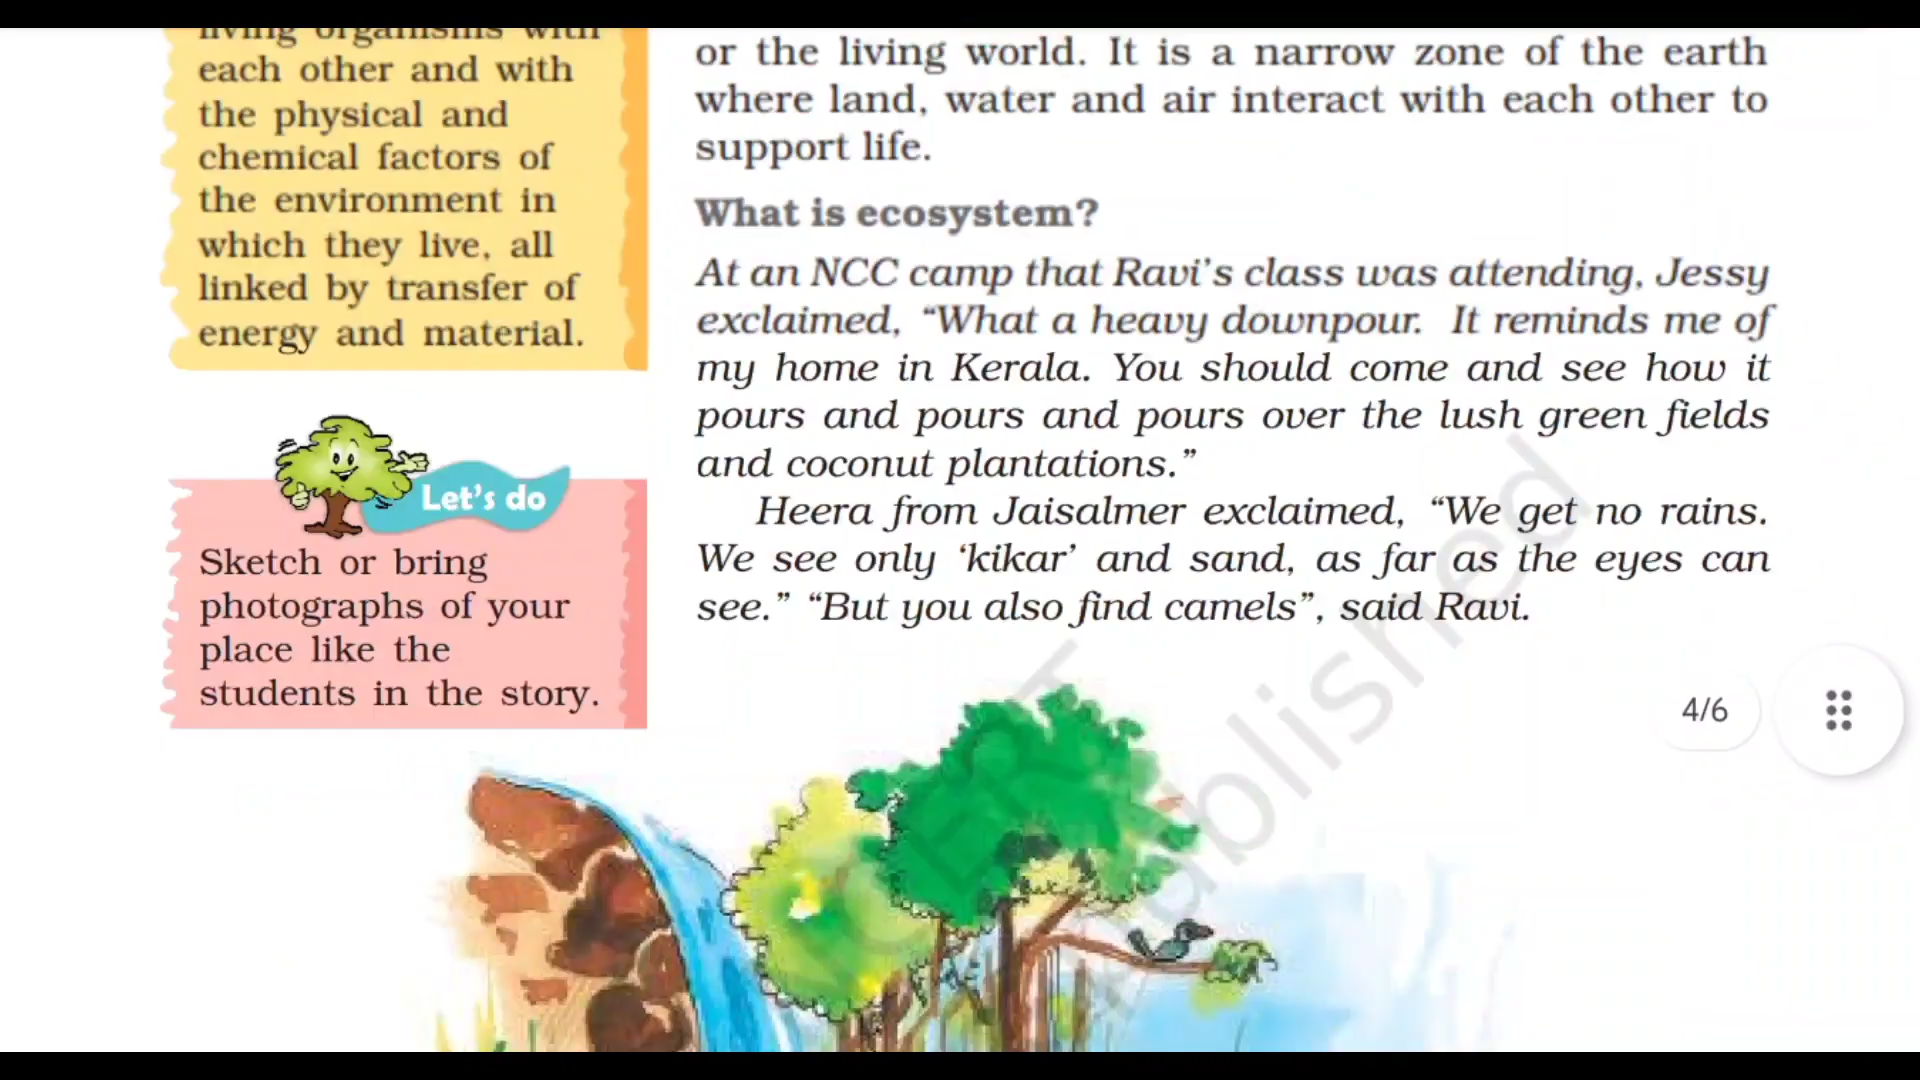 living organisms with
each other and with
the physical and
chemical factors of
the environment in
which they live, all
linked by transfer of
energy and material.
Let's do
Sketch or bring
photographs of your
place like the
students in the story.
or the living world. It is a narrow zone of the earth
where land, water and air interact with each other to
support life.
What is ecosystem?
At an NCC camp that Ravi's class was attending, Jessy
exclaimed, “What a heavy downpour. It reminds me of
my home in Kerala. You should come and see how it
pours and pours and pours over the lush green fields
and coconut plantations.”
Heera from Jaisalmer exclaimed, “We get no rains.
We see only ‘kikar’ and sand, as far as the eyes can
see.” “But you also find camels”, said Ravi.
4/6